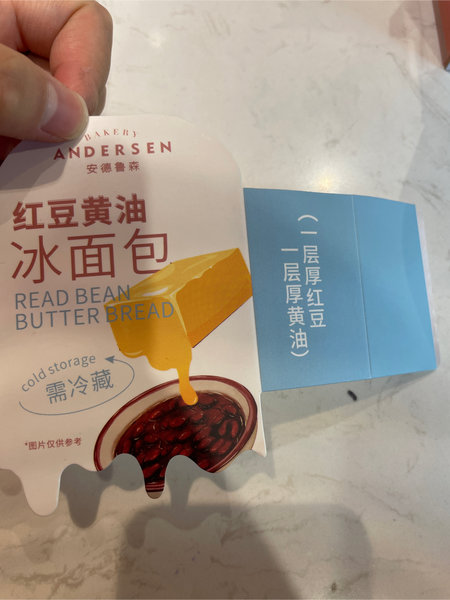 BAKERY
ANDERSEN
安德鲁森
红豆黄油
冰面包
READ BEAN
BUTTER BREAD
cold storage
需冷藏
*图片仅供参考
(一层厚红豆
一层厚黄油)